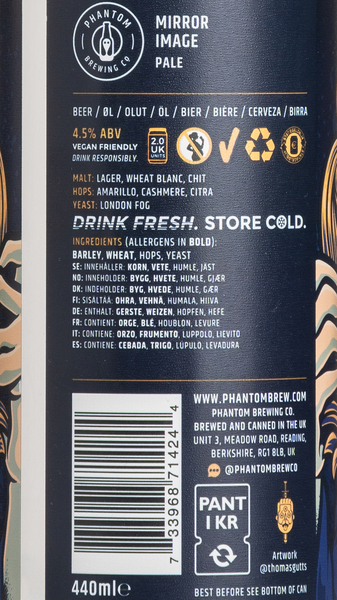 PHANTOM
BREWING CO
MIRROR
IMAGE
PALE
BEER / ØL / OLUT / ÖL / BIER / BIÈRE / CERVEZA / BIRRA
4.5% ABV
VEGAN FRIENDLY
DRINK RESPONSIBLY.
2.0
UK
UNITS
MALT: LAGER, WHEAT BLANC, CHIT
HOPS: AMARILLO, CASHMERE, CITRA
YEAST: LONDON FOG
DRINK FRESH. STORE COLD.
INGREDIENTS (ALLERGENS IN BOLD):
BARLEY, WHEAT, HOPS, YEAST
SE: INNEHÅLLER: KORN, VETE, HUMLE, JÄST
NO: INNEHOLDER: BYGG, HVETE, HUMLE, GJÆR
DK: INDEHOLDER: BYG, HVEDE, HUMLE, GÆR
FI: SISÄLTÄÄ: OHRA, VEHNÄ, HUMALA, HIIVA
DE: ENTHÄLT: GERSTE, WEIZEN, HOPFEN, HEFE
FR: CONTIENT: ORGE, BLÉ, HOUBLON, LEVURE
IT: CONTIENE: ORZO, FRUMENTO, LUPPOLO, LIEVITO
ES: CONTIENE: CEBADA, TRIGO, LÚPULO, LEVADURA
7 33968 71424 4
440ml℮
WWW.PHANTOMBREW.COM
PHANTOM BREWING CO.
BREWED AND CANNED IN THE UK
UNIT 3, MEADOW ROAD, READING,
BERKSHIRE, RG1 8LB, UK
@PHANTOMBREWCO
PANT
1 KR
Artwork
@thomasgutts
BEST BEFORE SEE BOTTOM OF CAN